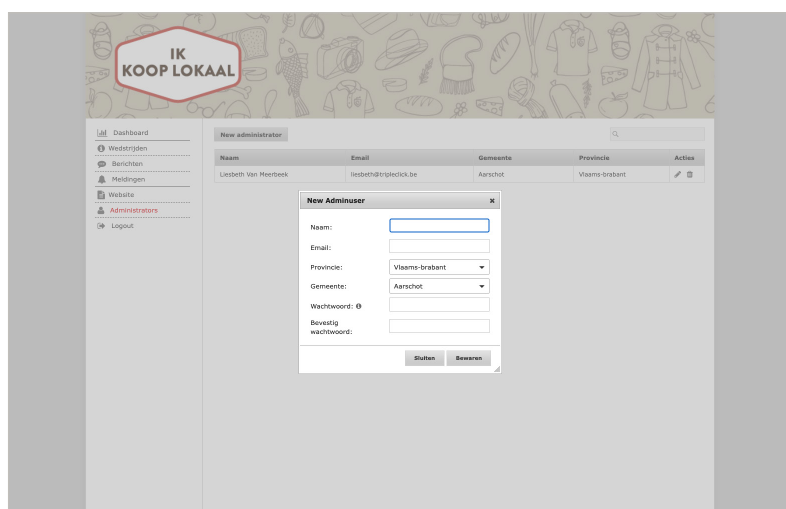 IK
KOOP LOKAAL
Dashboard
Wedstrijden
Berichten
Meldingen
Website
Administrators
Logout
New administrator
Naam Email Gemeente Provincie Acties
Liesbeth Van Meerbeek liesbeth@tripleclick.be Aarschot Vlaams-brabant
New Adminuser
Naam:
Email:
Provincie: Vlaams-brabant
Gemeente: Aarschot
Wachtwoord:
Bevestig
wachtwoord:
Sluiten Bewaren